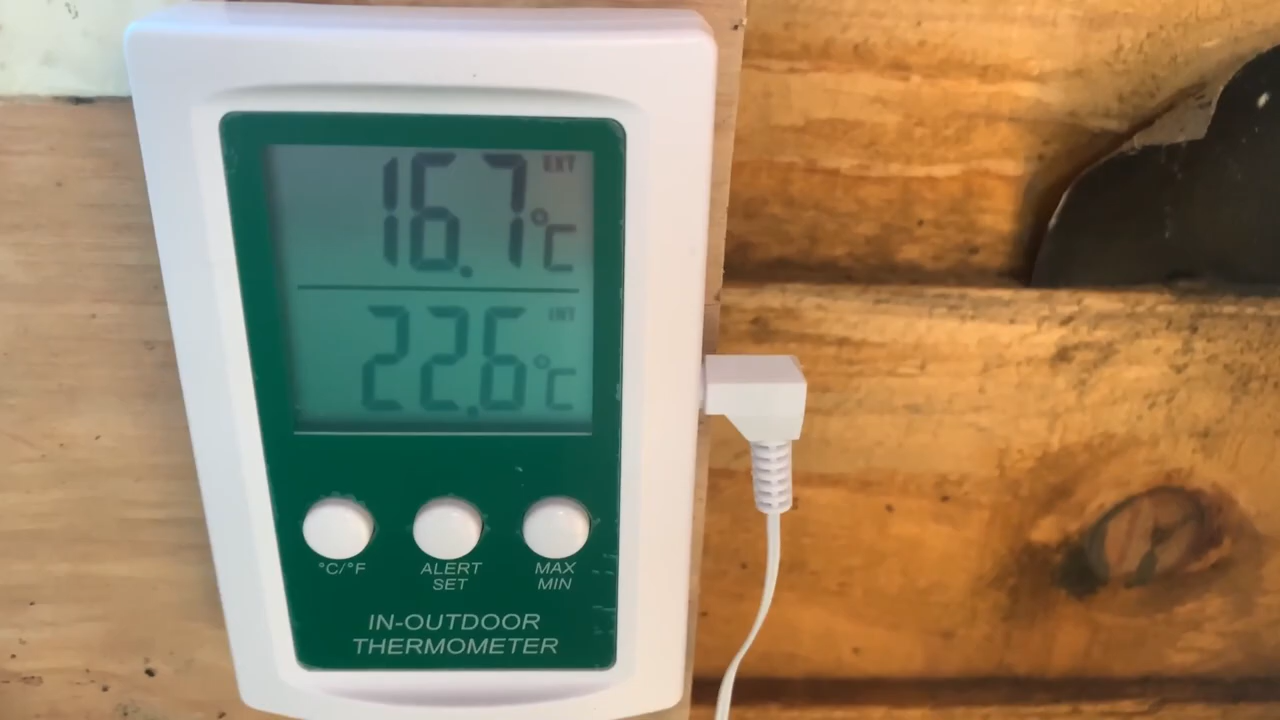 EXT
16.7°C
INT
22.6°C
°C/°F
ALERT
SET
MAX
MIN
IN-OUTDOOR
THERMOMETER